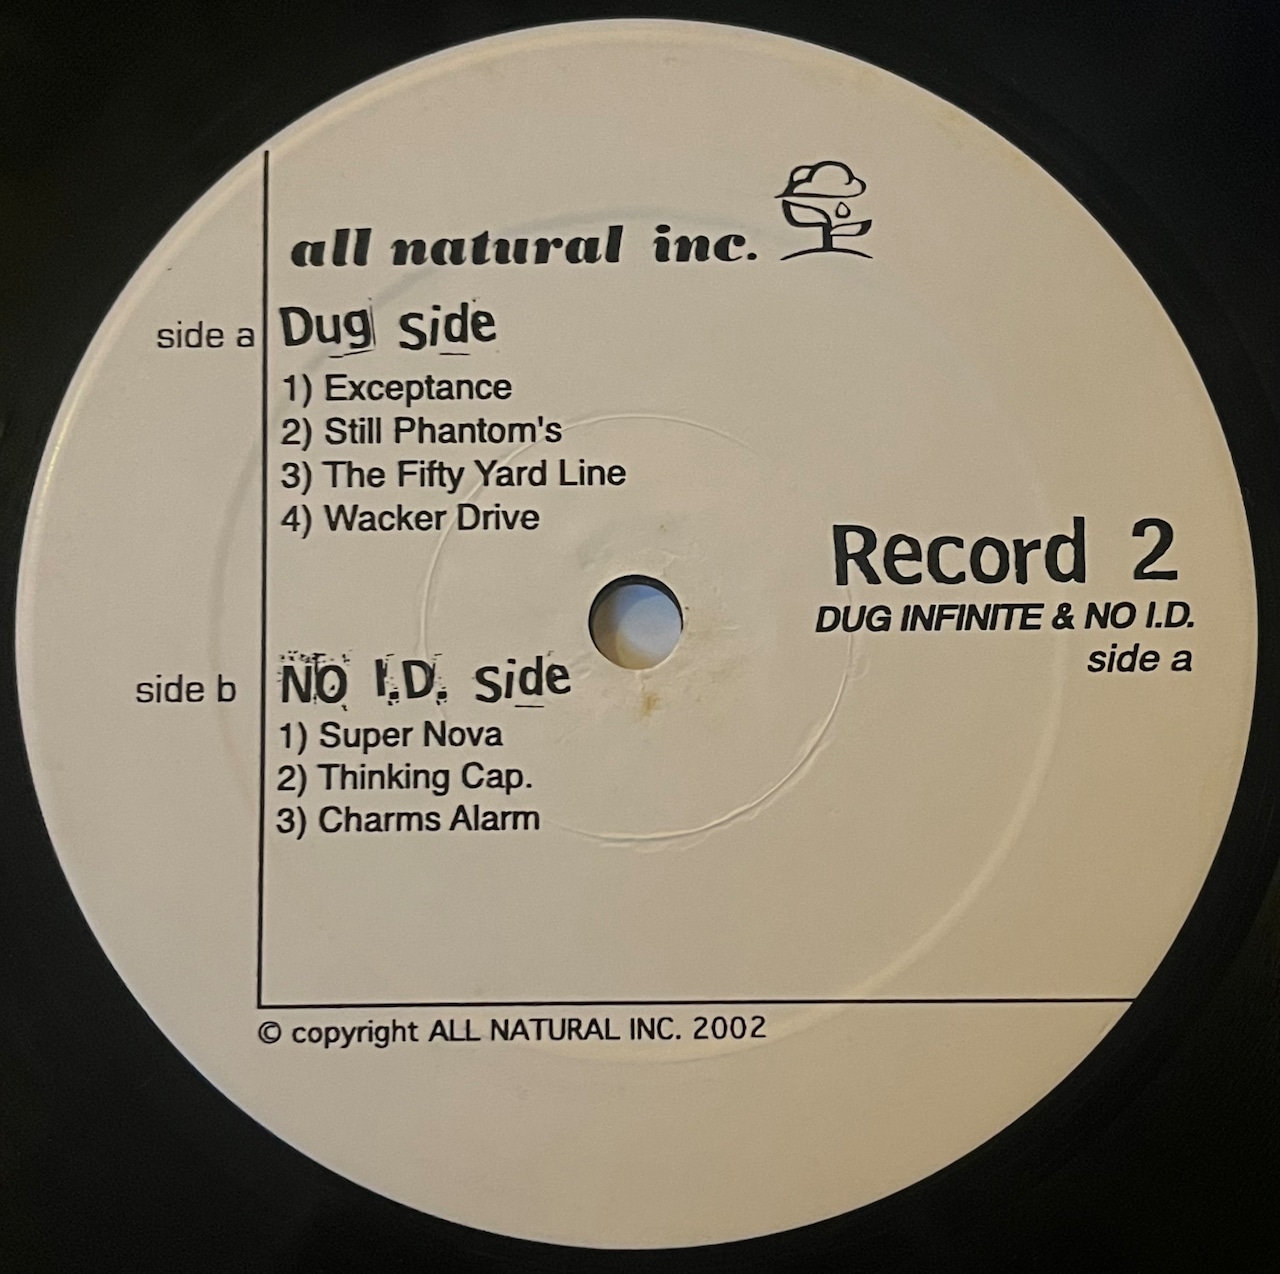 all natural inc.
side a Dug Side
1) Exceptance
2) Still Phantom's
3) The Fifty Yard Line
4) Wacker Drive
Record 2
DUG INFINITE & NO I.D.
side a
side b NO I.D. Side
1) Super Nova
2) Thinking Cap.
3) Charms Alarm
© copyright ALL NATURAL INC. 2002